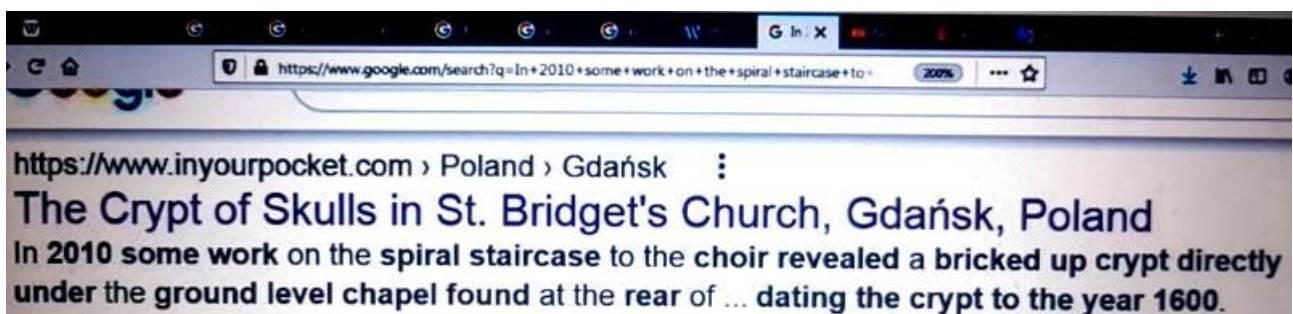 G In : X
https://www.google.com/search?q=In+2010+some+work+on+the+spiral+staircase+to+ 200%
https://www.inyourpocket.com › Poland › Gdańsk
The Crypt of Skulls in St. Bridget's Church, Gdańsk, Poland
In 2010 some work on the spiral staircase to the choir revealed a bricked up crypt directly
under the ground level chapel found at the rear of ... dating the crypt to the year 1600.